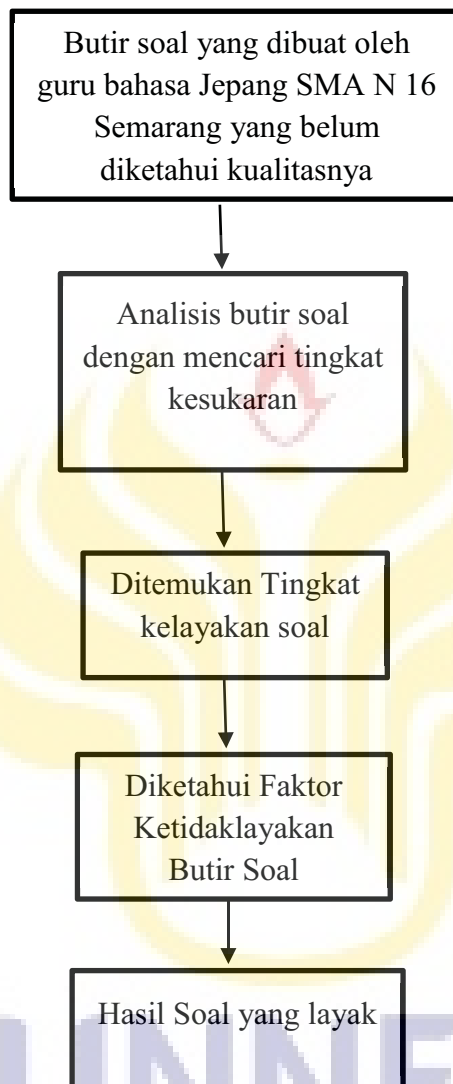 Butir soal yang dibuat oleh
guru bahasa Jepang SMA N 16
Semarang yang belum
diketahui kualitasnya
Analisis butir soal
dengan mencari tingkat
kesukaran
Ditemukan Tingkat
kelayakan soal
Diketahui Faktor
Ketidaklayakan
Butir Soal
Hasil Soal yang layak